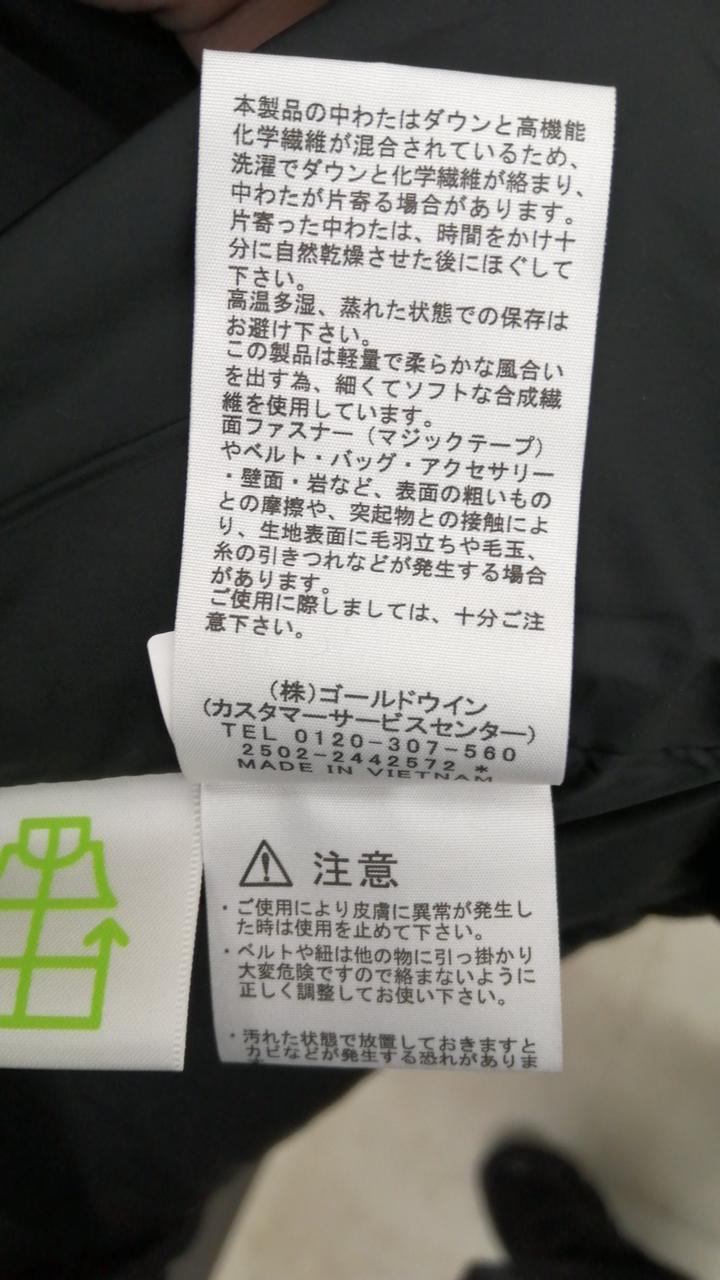 本製品の中わたはダウンと高機能
化学繊維が混合されているため、
洗濯でダウンと化学繊維が絡まり、
中わたが片寄る場合があります。
片寄った中わたは、時間をかけ十
分に自然乾燥させた後にほぐして
下さい。
高温多湿、蒸れた状態での保存は
お避け下さい。
この製品は軽量で柔らかな風合い
を出す為、細くてソフトな合成繊
維を使用しています。
面ファスナー（マジックテープ）
やベルト・バッグ・アクセサリー
・壁面・岩など、表面の粗いもの
との摩擦や、突起物との接触によ
り、生地表面に毛羽立ちや毛玉、
糸の引きつれなどが発生する場合
があります。
ご使用に際しましては、十分ご注
意下さい。
(株)ゴールドウイン
(カスタマーサービスセンター)
TEL 0120-307-560
2502-2442572 *
MADE IN VIETNAM
⚠ 注意
・ご使用により皮膚に異常が発生し
た時は使用を止めて下さい。
・ベルトや紐は他の物に引っ掛かり
大変危険ですので絡まないように
正しく調整してお使い下さい。
・汚れた状態で放置しておきますと
カビなどが発生する恐れがありま